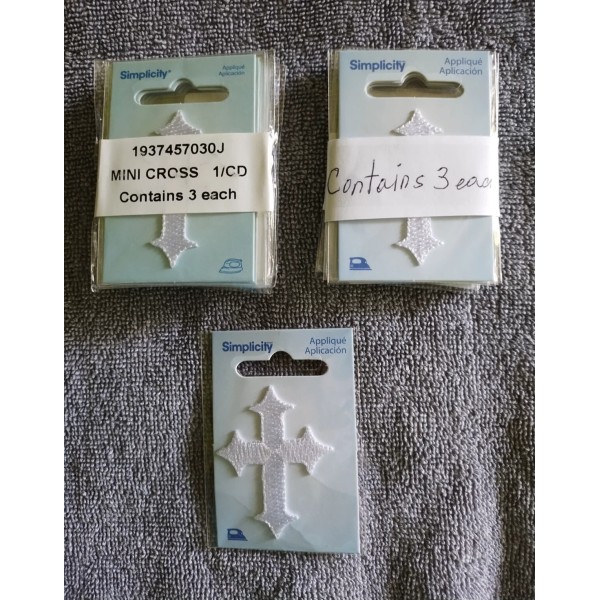 Simplicity®
Appliqué
Aplicación
1937457030J
MINI CROSS 1/CD
Contains 3 each
Simplicity
Appliqué
Aplicación
Contains 3 each
Simplicity
Appliqué
Aplicación